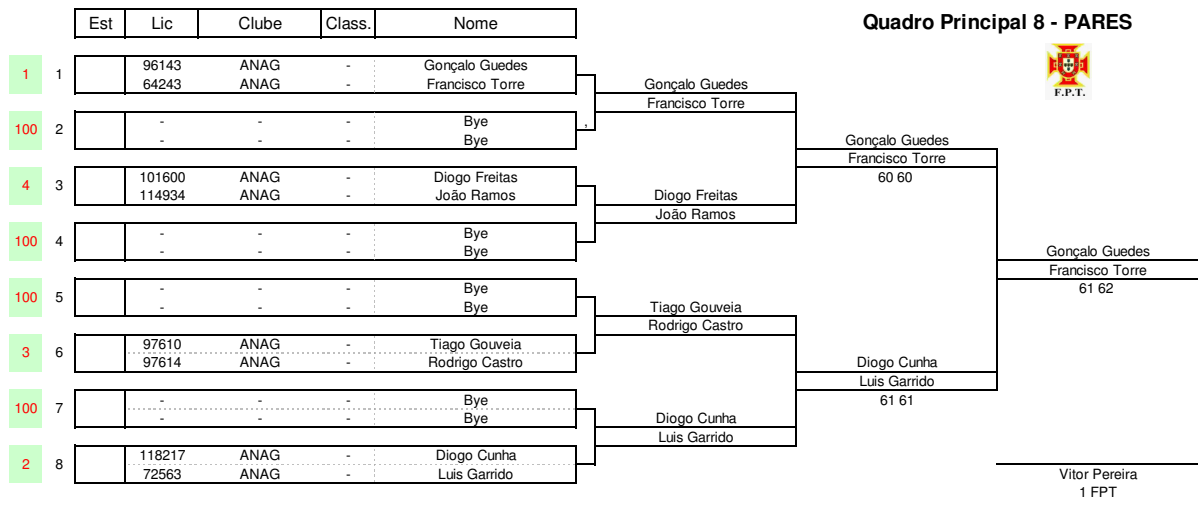 Est Lic Clube Class. Nome
Quadro Principal 8 - PARES
F.P.T.
1 1 96143 ANAG - Gonçalo Guedes
64243 ANAG - Francisco Torre
100 2 - - - Bye
- - - Bye
4 3 101600 ANAG - Diogo Freitas
114934 ANAG - João Ramos
100 4 - - - Bye
- - - Bye
100 5 - - - Bye
- - - Bye
3 6 97610 ANAG - Tiago Gouveia
97614 ANAG - Rodrigo Castro
100 7 - - - Bye
- - - Bye
2 8 118217 ANAG - Diogo Cunha
72563 ANAG - Luis Garrido
Gonçalo Guedes
Francisco Torre
,
Diogo Freitas
João Ramos
Tiago Gouveia
Rodrigo Castro
Diogo Cunha
Luis Garrido
Gonçalo Guedes
Francisco Torre
60 60
Diogo Cunha
Luis Garrido
61 61
Gonçalo Guedes
Francisco Torre
61 62
Vitor Pereira
1 FPT